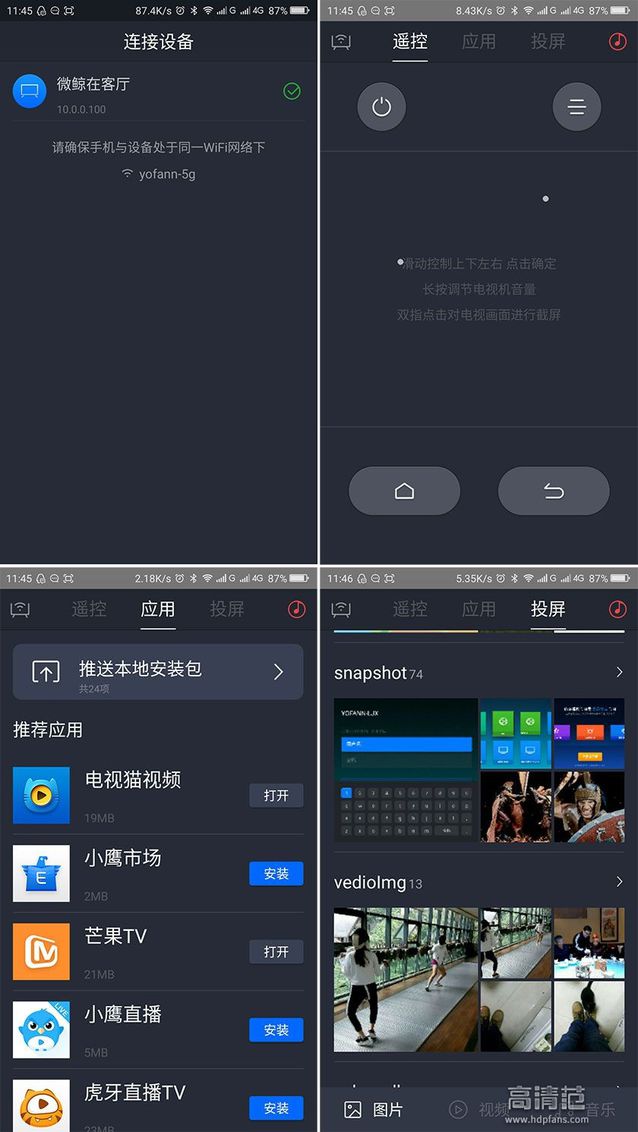 11:45 87.4K/s G 4G 87%
连接设备
微鲸在客厅
10.0.0.100
请确保手机与设备处于同一WiFi网络下
yofann-5g
11:45 8.43K/s G 4G 87%
遥控 应用 投屏
滑动控制上下左右 点击确定
长按调节电视机音量
双指点击对电视画面进行截屏
11:45 2.18K/s G 4G 87%
遥控 应用 投屏
推送本地安装包
共24项
推荐应用
电视猫视频
19MB
打开
小鹰市场
2MB
安装
芒果TV
21MB
打开
小鹰直播
5MB
安装
LIVE
虎牙直播TV
23MB
安装
11:46 5.35K/s G 4G 87%
遥控 应用 投屏
snapshot 74
YOFANN-LJX
vedioImg 13
图片 视频 音乐
高清范
www.hdpfans.com